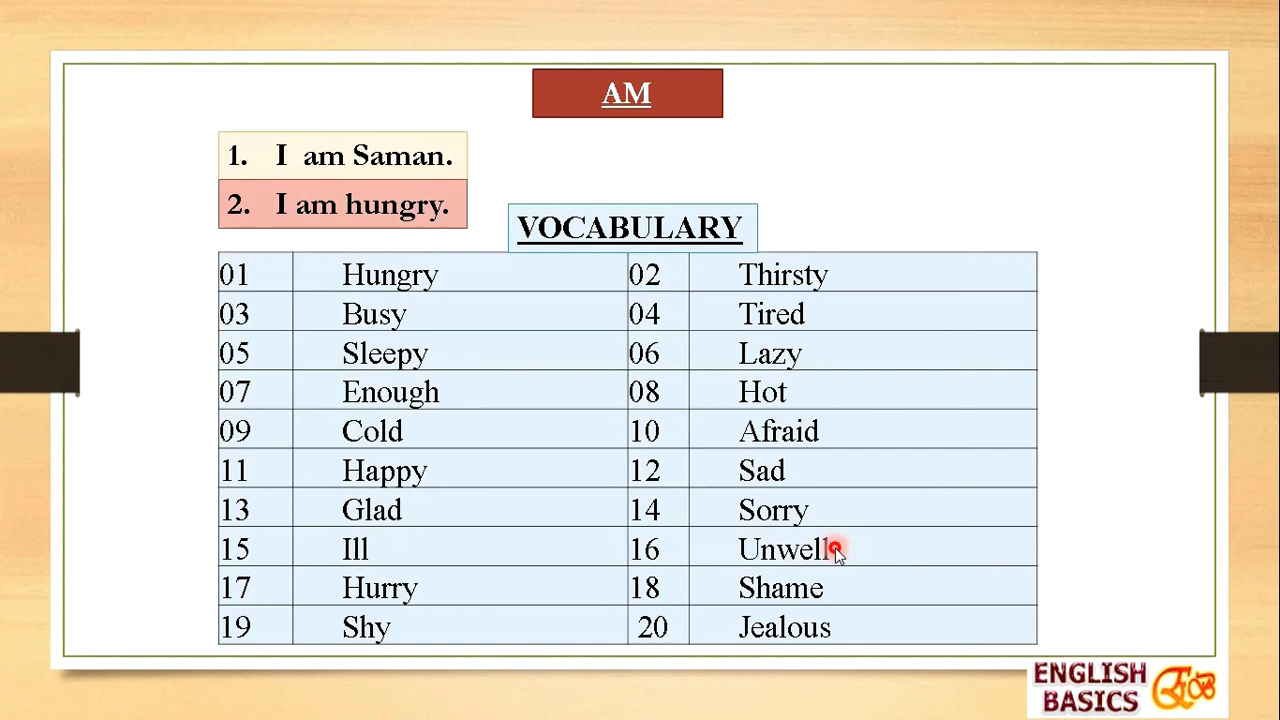 AM
1. I am Saman.
2. I am hungry.
VOCABULARY
01 Hungry 02 Thirsty
03 Busy 04 Tired
05 Sleepy 06 Lazy
07 Enough 08 Hot
09 Cold 10 Afraid
11 Happy 12 Sad
13 Glad 14 Sorry
15 Ill 16 Unwell
17 Hurry 18 Shame
19 Shy 20 Jealous
ENGLISH
BASICS EB